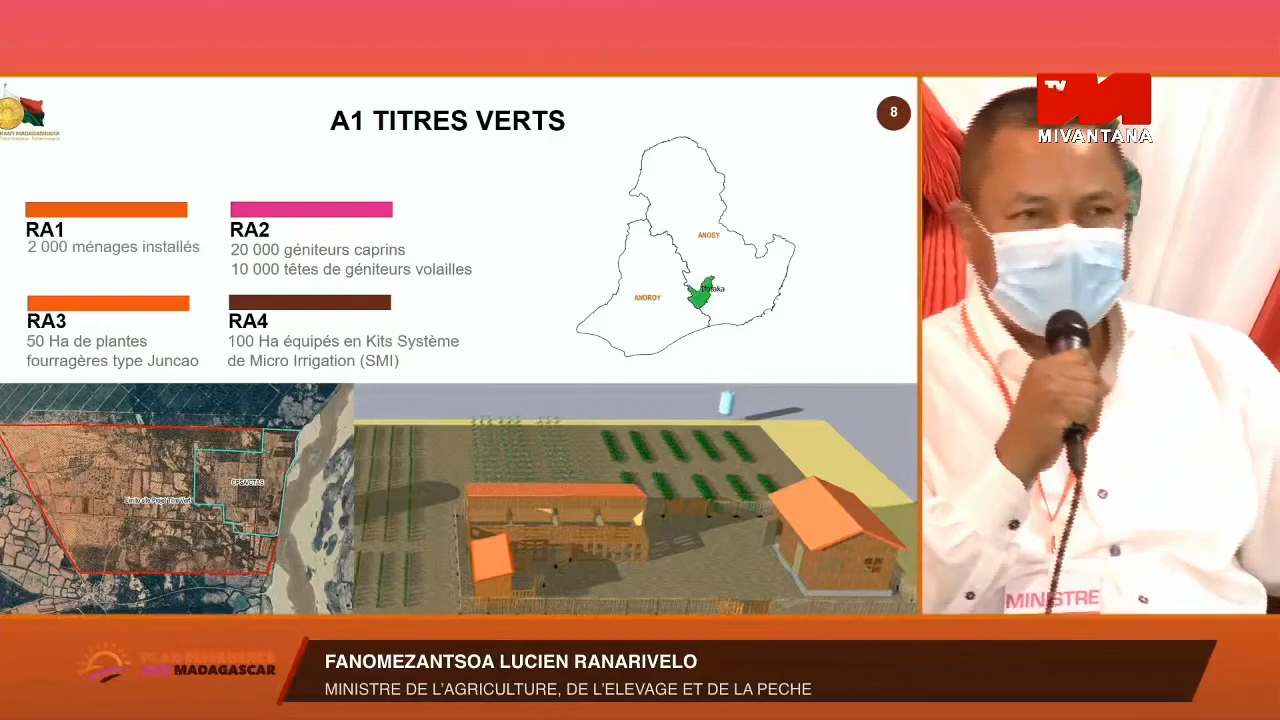 TV
MIVANTANA
A1 TITRES VERTS
8
RA1
2 000 ménages installés
RA2
20 000 géniteurs caprins
10 000 têtes de géniteurs volailles
RA3
50 Ha de plantes
fourragères type Juncao
RA4
100 Ha équipés en Kits Système
de Micro Irrigation (SMI)
ANOSY
ANDROY
MINISTRE
MADAGASCAR
FANOMEZANTSOA LUCIEN RANARIVELO
MINISTRE DE L'AGRICULTURE, DE L'ELEVAGE ET DE LA PECHE